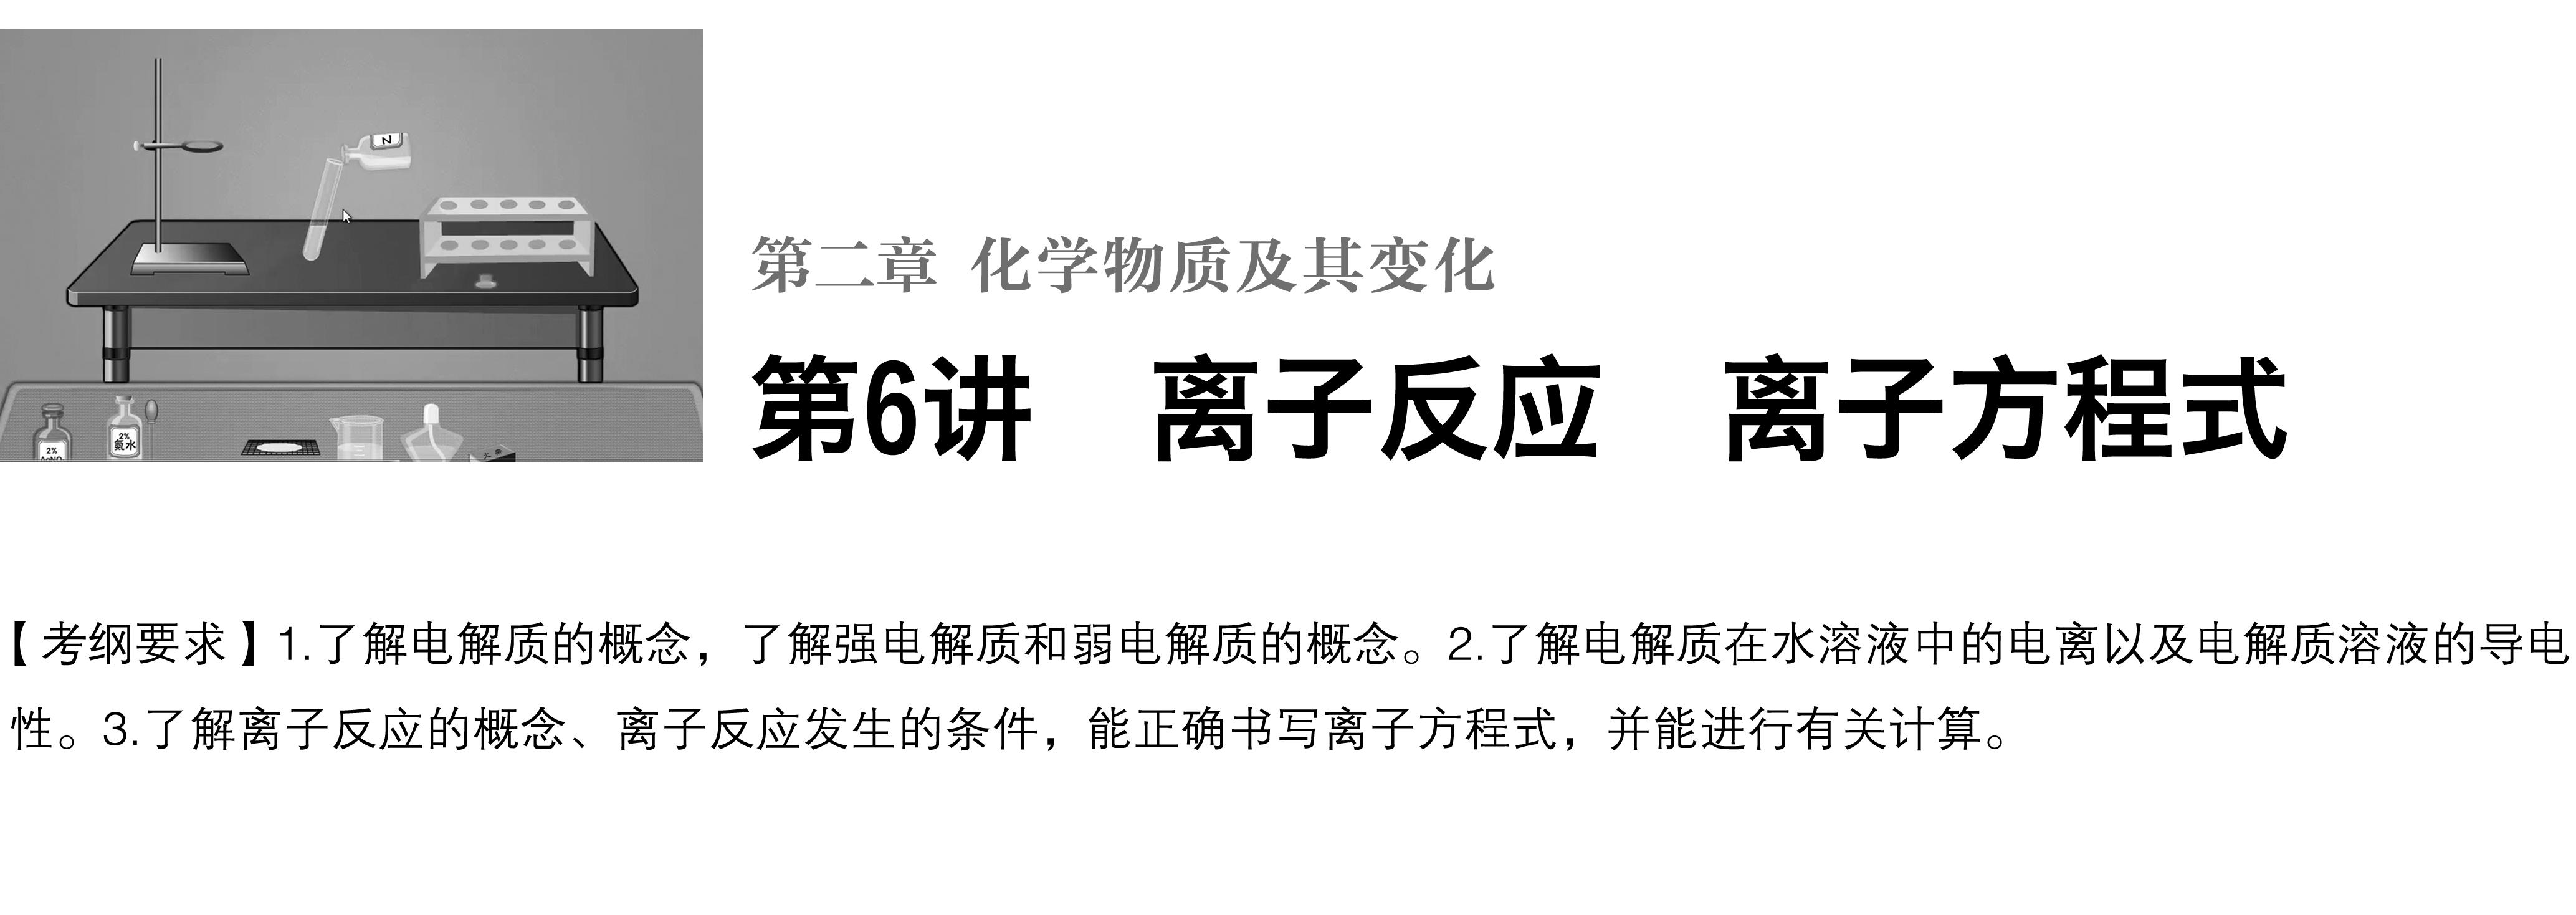 第二章 化学物质及其变化
第6讲 离子反应 离子方程式
N
2%
氨水
2%
【考纲要求】1.了解电解质的概念，了解强电解质和弱电解质的概念。2.了解电解质在水溶液中的电离以及电解质溶液的导电
性。3.了解离子反应的概念、离子反应发生的条件，能正确书写离子方程式，并能进行有关计算。